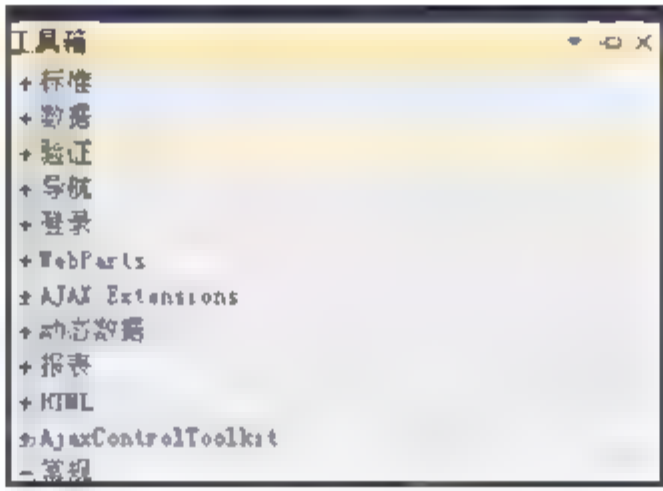 工具箱
标准
数据
验证
导航
登录
WebParts
AJAX Extensions
动态数据
报表
HTML
AjaxControlToolkit
常规